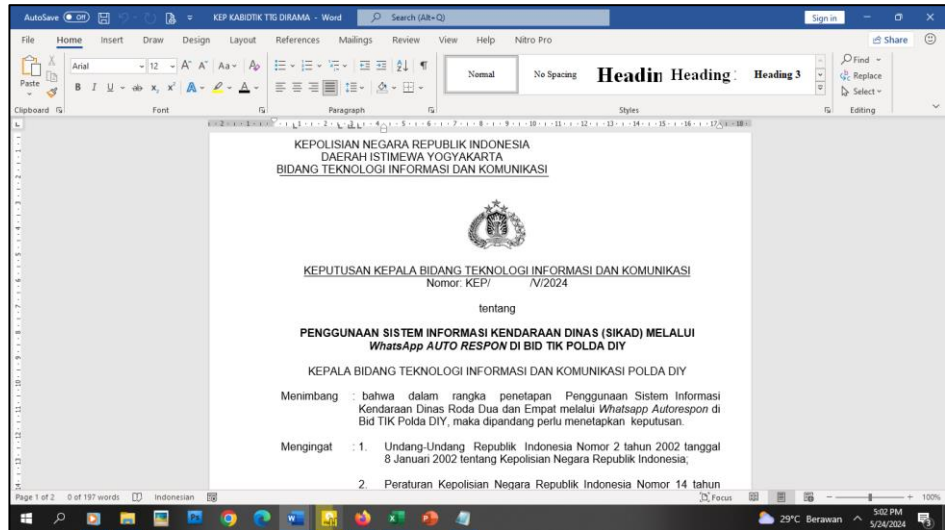 AutoSave Off KEP KABIDTIK TTG DIRAMA - Word Search (Alt+Q) Sign in
File Home Insert Draw Design Layout References Mailings Review View Help Nitro Pro Share
Paste Arial 12 Normal No Spacing Headin Heading Heading 3 Find
Replace
Select
Clipboard Font Paragraph Styles Editing
KEPOLISIAN NEGARA REPUBLIK INDONESIA
DAERAH ISTIMEWA YOGYAKARTA
BIDANG TEKNOLOGI INFORMASI DAN KOMUNIKASI
KEPUTUSAN KEPALA BIDANG TEKNOLOGI INFORMASI DAN KOMUNIKASI
Nomor: KEP/ /V/2024
tentang
PENGGUNAAN SISTEM INFORMASI KENDARAAN DINAS (SIKAD) MELALUI
WhatsApp AUTO RESPON DI BID TIK POLDA DIY
KEPALA BIDANG TEKNOLOGI INFORMASI DAN KOMUNIKASI POLDA DIY
Menimbang : bahwa dalam rangka penetapan Penggunaan Sistem Informasi
Kendaraan Dinas Roda Dua dan Empat melalui Whatsapp Autorespon di
Bid TIK Polda DIY, maka dipandang perlu menetapkan keputusan.
Mengingat : 1. Undang-Undang Republik Indonesia Nomor 2 tahun 2002 tanggal
8 Januari 2002 tentang Kepolisian Negara Republik Indonesia;
2. Peraturan Kepolisian Negara Republik Indonesia Nomor 14 tahun
Page 1 of 2 0 of 197 words Indonesian Focus 100%
29°C Berawan 5:02 PM
5/24/2024